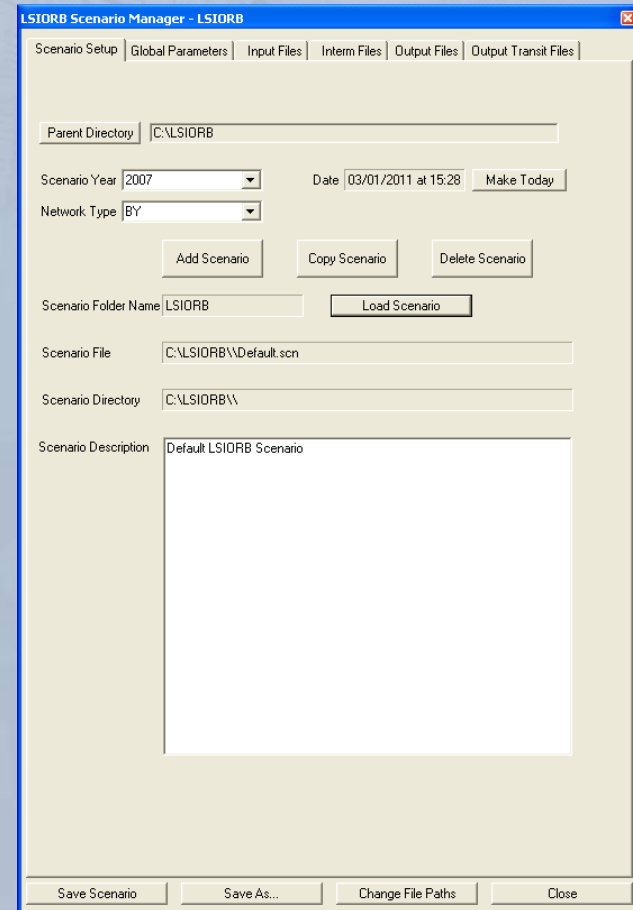 LSIORB Scenario Manager - LSIORB
Scenario Setup Global Parameters Input Files Interm Files Output Files Output Transit Files
Parent Directory C:\LSIORB
Scenario Year 2007 Date 03/01/2011 at 15:28 Make Today
Network Type BY
Add Scenario Copy Scenario Delete Scenario
Scenario Folder Name LSIORB Load Scenario
Scenario File C:\LSIORB\\Default.scn
Scenario Directory C:\LSIORB\\
Scenario Description Default LSIORB Scenario
Save Scenario Save As... Change File Paths Close